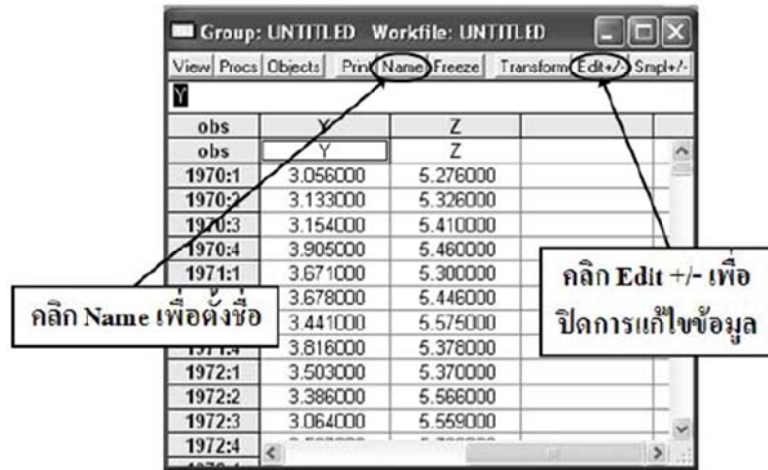 Group: UNTITLED Workfile: UNTITLED
View Procs Objects Print Name Freeze Transform Edit+/- Smpl+/-
Y
obs Y Z
obs Y Z
1970:1 3.056000 5.276000
1970:2 3.133000 5.326000
1970:3 3.154000 5.410000
1970:4 3.905000 5.460000
1971:1 3.671000 5.300000
3.678000 5.446000
3.441000 5.575000
1971:4 3.816000 5.378000
1972:1 3.503000 5.370000
1972:2 3.386000 5.566000
1972:3 3.064000 5.559000
1972:4
คลิก Name เพื่อตั้งชื่อ
คลิก Edit +/- เพื่อ
ปิดการแก้ไขข้อมูล